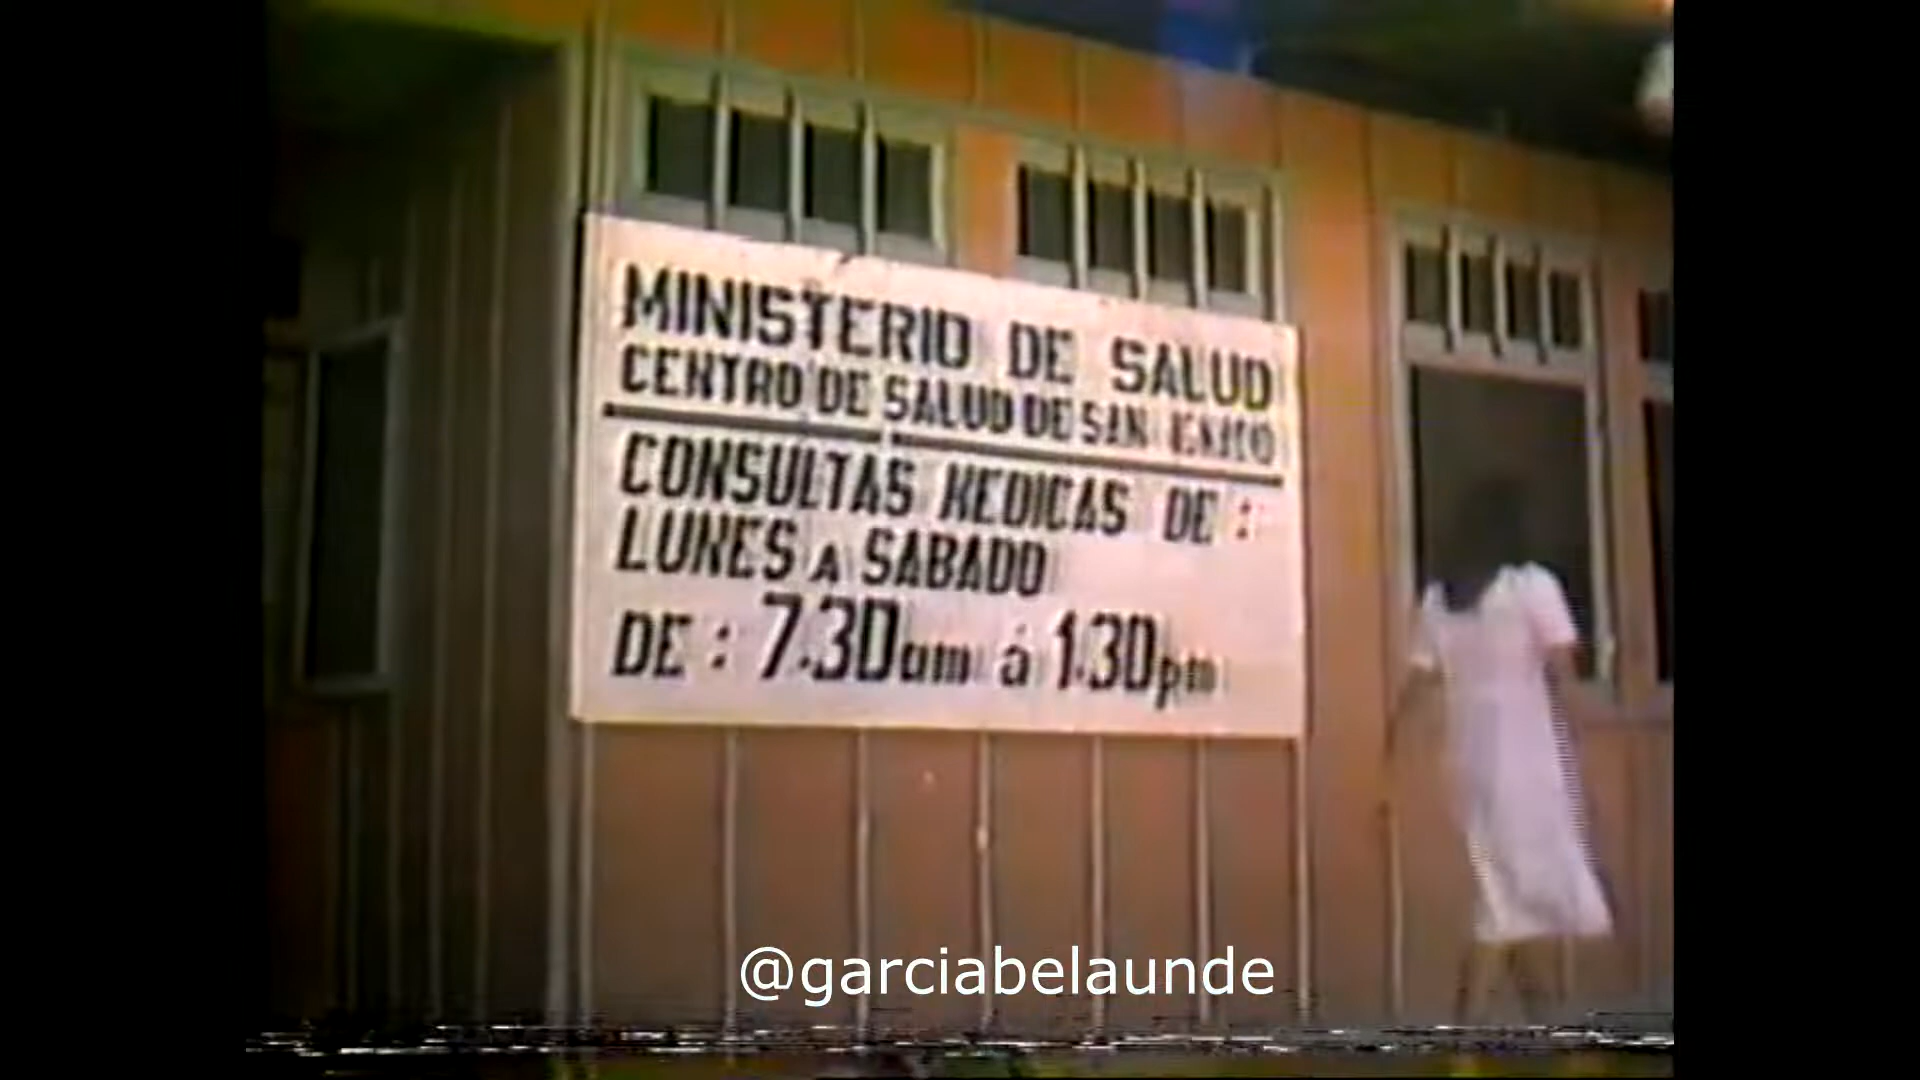 MINISTERIO DE SALUD
CENTRO DE SALUD DE SAN
CONSULTAS MEDICAS DE :
LUNES A SABADO
DE : 7.30am á 1.30pm
@garciabelaunde